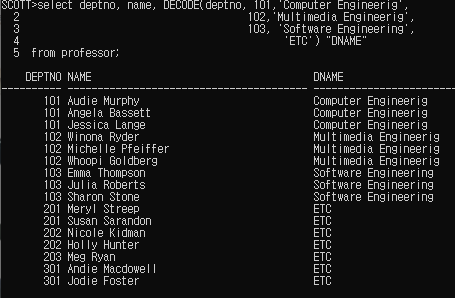 SCOTT>select deptno, name, DECODE(deptno, 101,'Computer Engineerig',
2 102,'Multimedia Engineerig',
3 103, 'Software Engineering',
4 'ETC') "DNAME"
5 from professor;
DEPTNO NAME DNAME
101 Audie Murphy Computer Engineerig
101 Angela Bassett Computer Engineerig
101 Jessica Lange Computer Engineerig
102 Winona Ryder Multimedia Engineerig
102 Michelle Pfeiffer Multimedia Engineerig
102 Whoopi Goldberg Multimedia Engineerig
103 Emma Thompson Software Engineering
103 Julia Roberts Software Engineering
103 Sharon Stone Software Engineering
201 Meryl Streep ETC
201 Susan Sarandon ETC
202 Nicole Kidman ETC
202 Holly Hunter ETC
203 Meg Ryan ETC
301 Andie Macdowell ETC
301 Jodie Foster ETC